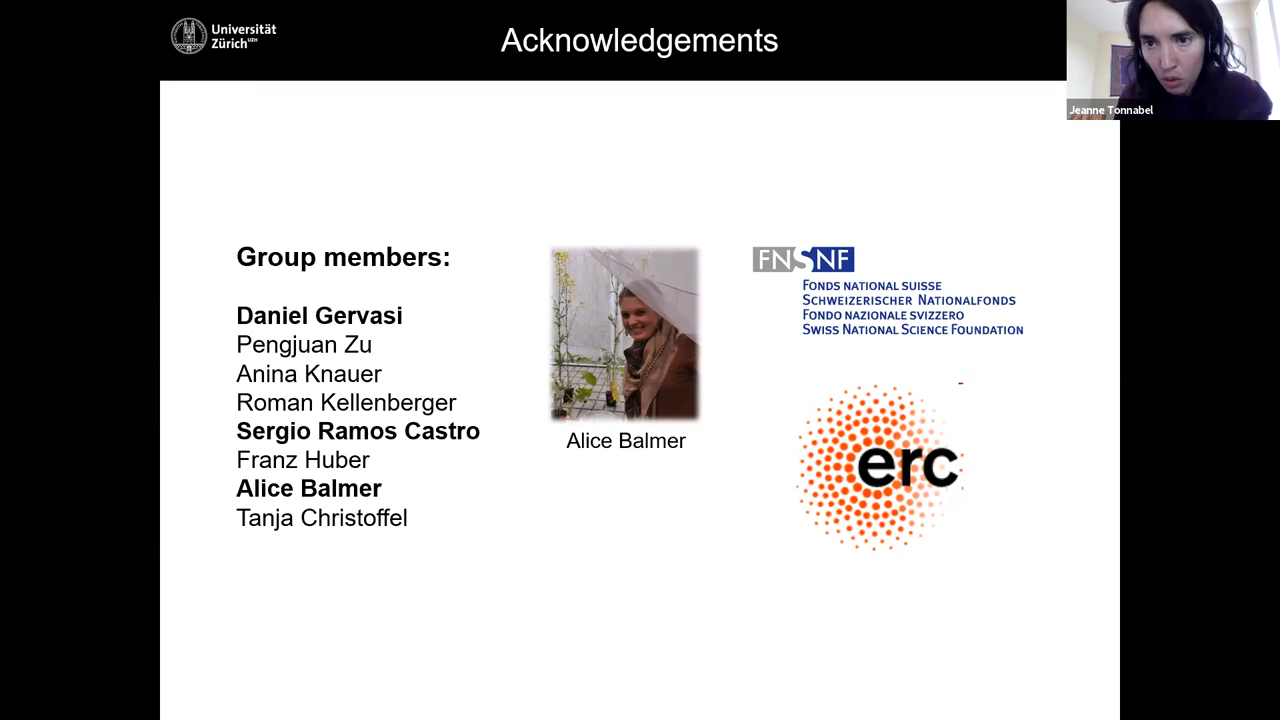 Universität
Zürich UZH
Acknowledgements
Jeanne Tonnabel
Group members:
Daniel Gervasi
Pengjuan Zu
Anina Knauer
Roman Kellenberger
Sergio Ramos Castro
Franz Huber
Alice Balmer
Tanja Christoffel
Alice Balmer
FNSNF
FONDS NATIONAL SUISSE
SCHWEIZERISCHER NATIONALFONDS
FONDO NAZIONALE SVIZZERO
SWISS NATIONAL SCIENCE FOUNDATION
erc